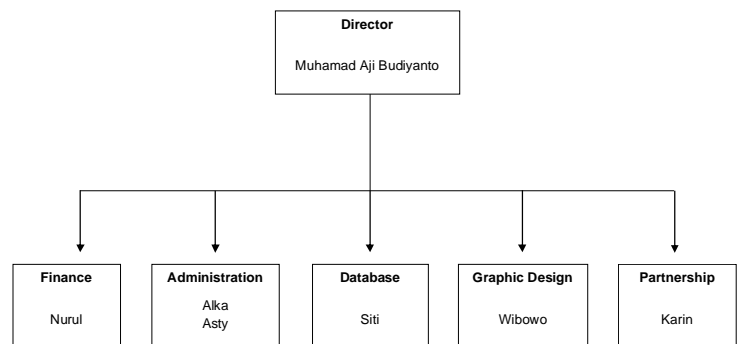 Director
Muhamad Aji Budiyanto
Finance
Nurul
Administration
Alka
Asty
Database
Siti
Graphic Design
Wibowo
Partnership
Karin